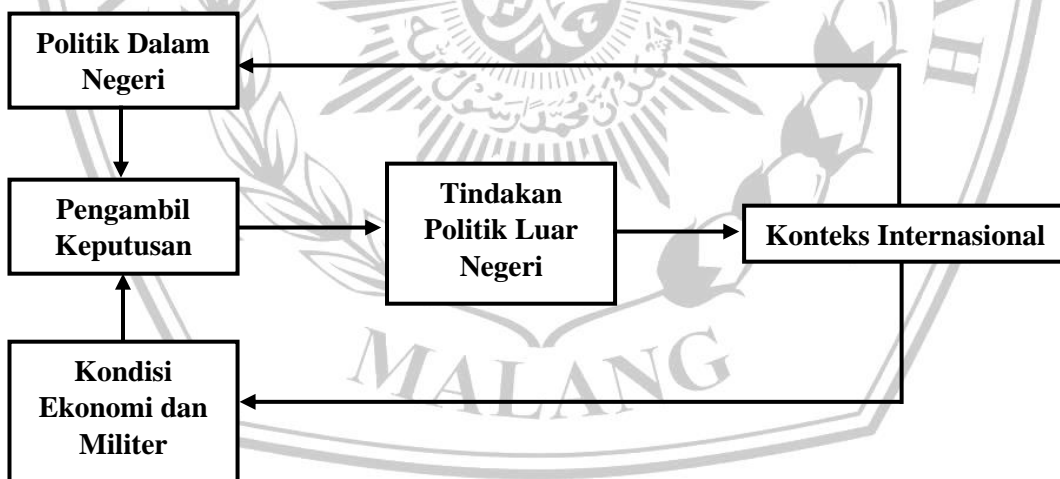 Politik Dalam
Negeri
Pengambil
Keputusan
Tindakan
Politik Luar
Negeri
Konteks Internasional
Kondisi
Ekonomi dan
Militer
MALANG